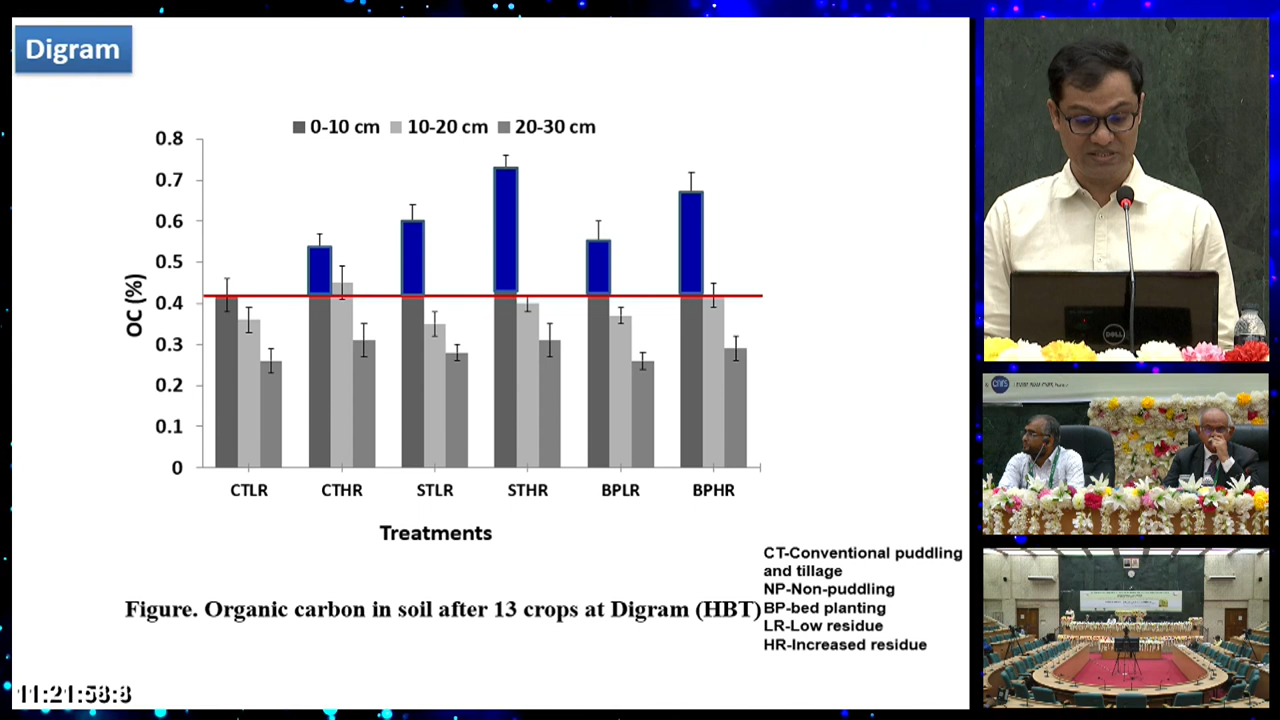 Digram
0-10 cm 10-20 cm 20-30 cm
0.8
0.7
0.6
0.5
0.4
0.3
0.2
0.1
0
OC (%)
CTLR CTHR STLR STHR BPLR BPHR
Treatments
CT-Conventional puddling
and tillage
NP-Non-puddling
BP-bed planting
LR-Low residue
HR-Increased residue
Figure. Organic carbon in soil after 13 crops at Digram (HBT)
11:21:58:8
DELL